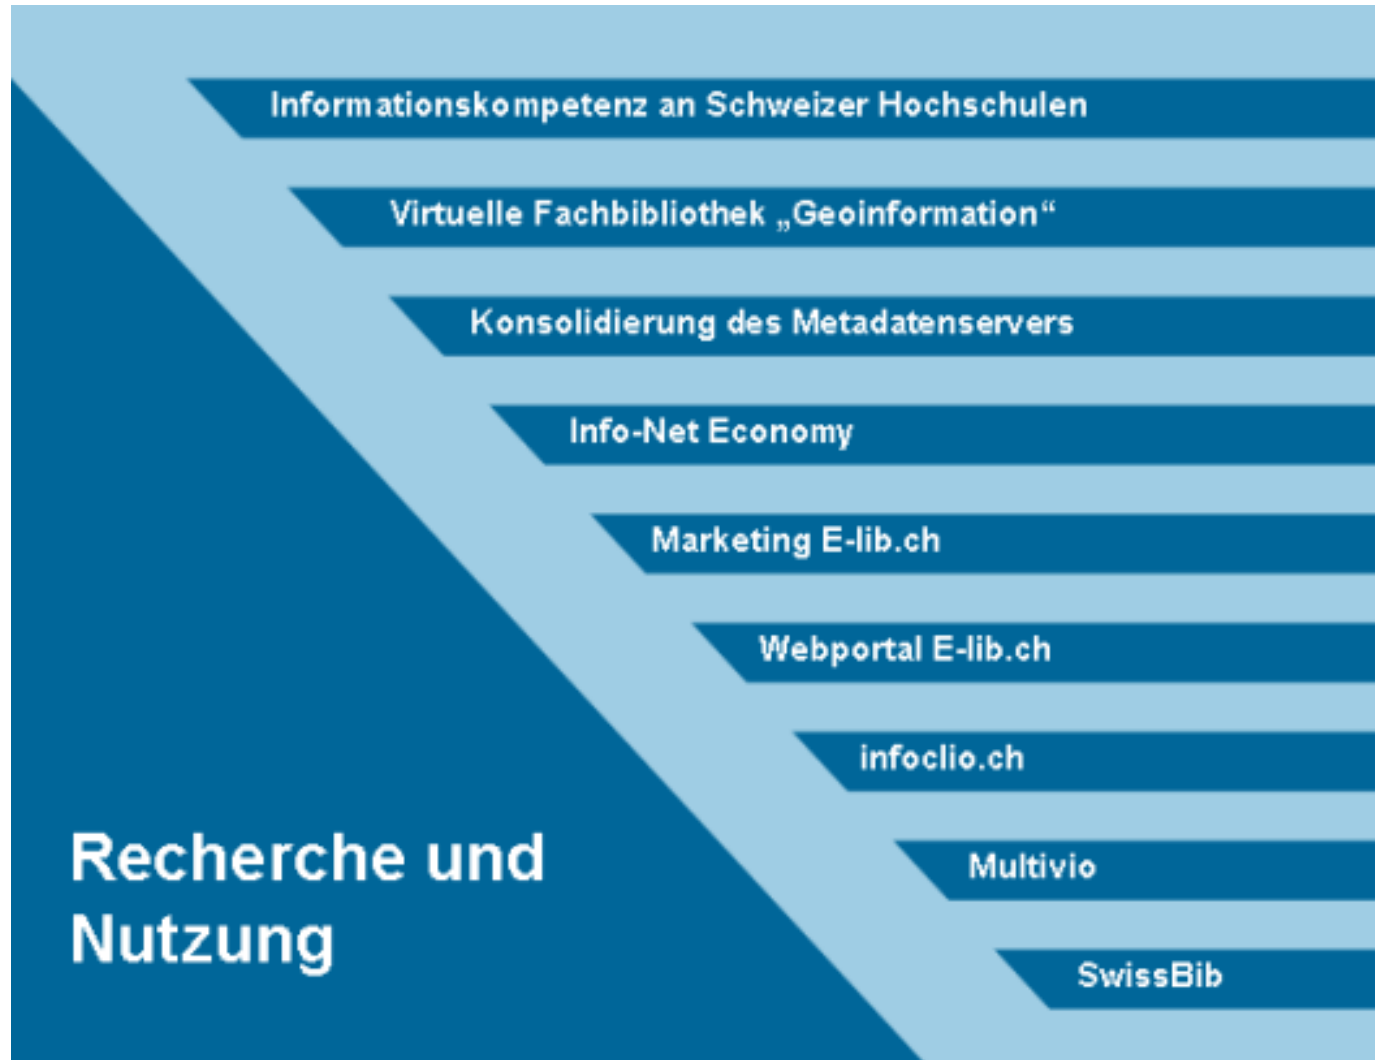 Informationskompetenz an Schweizer Hochschulen
Virtuelle Fachbibliothek „Geoinformation“
Konsolidierung des Metadatenservers
Info-Net Economy
Marketing E-lib.ch
Webportal E-lib.ch
infoclio.ch
Multivio
SwissBib
Recherche und
Nutzung